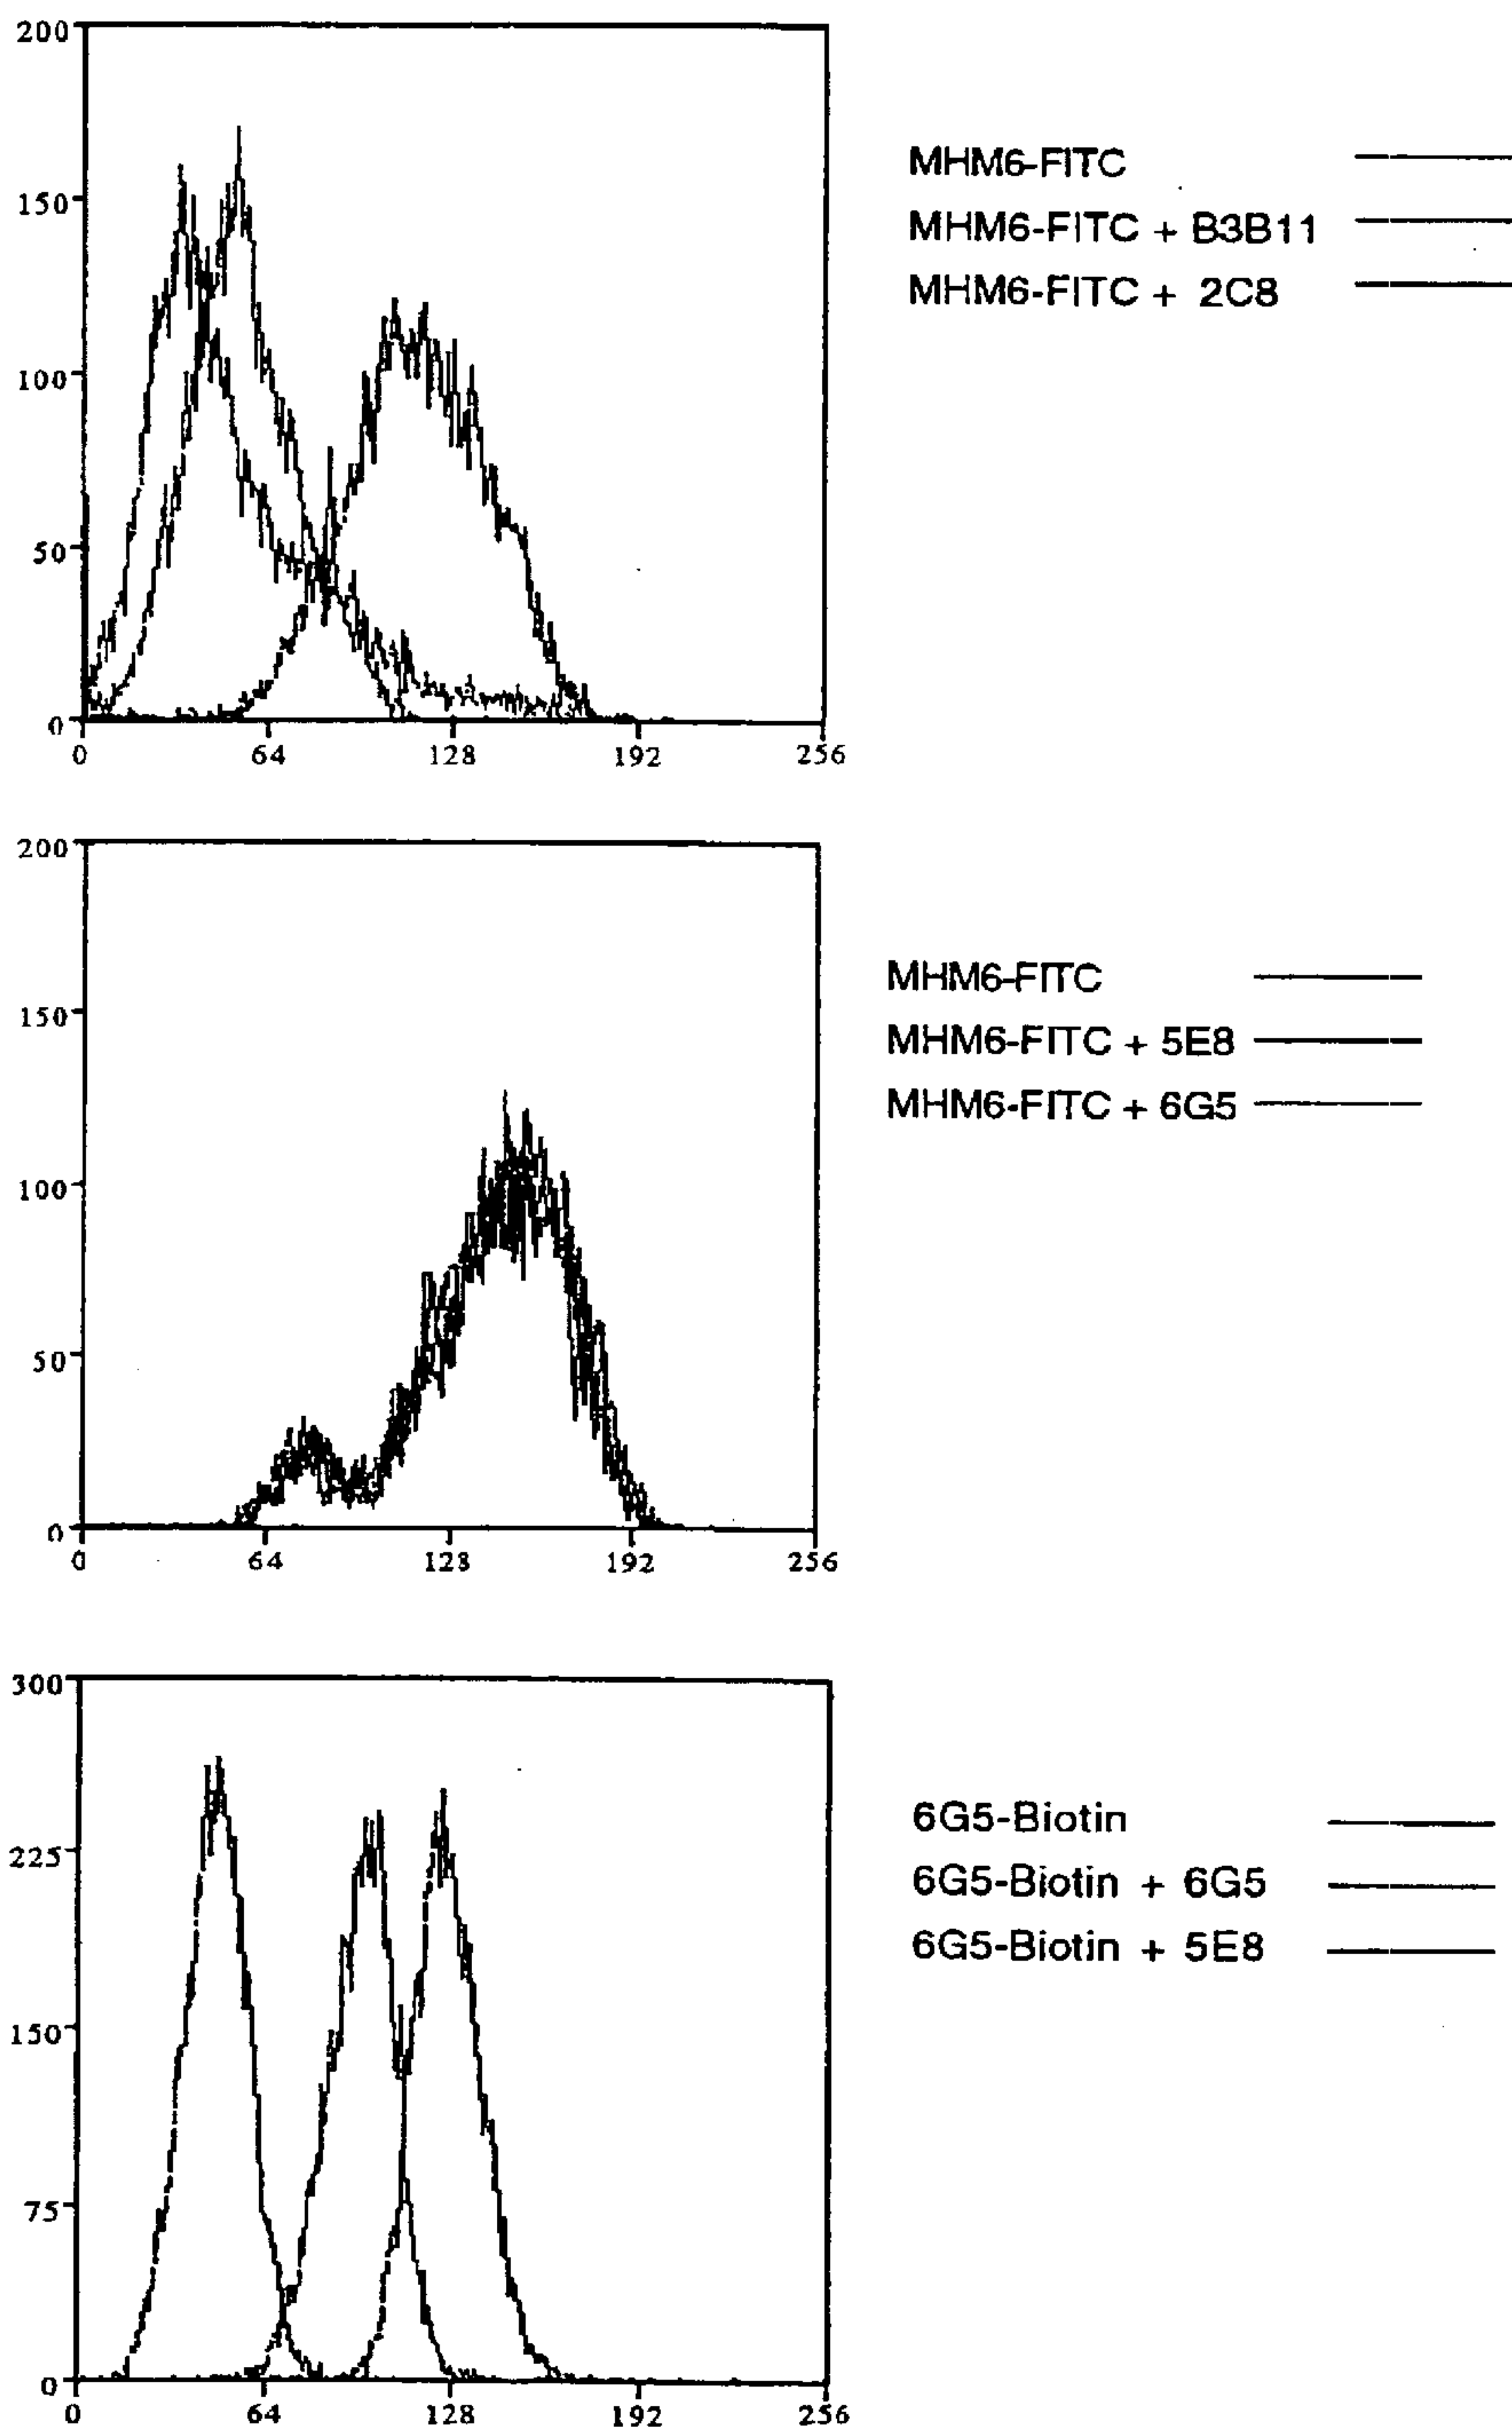 200
150
100
50
0
0 64 128 192 256
MHM6-FITC
MHM6-FITC + B3B11
MHM6-FITC + 2C8
200
150
100
50
0
0 64 128 192 256
MHM6-FITC
MHM6-FITC + 5E8
MHM6-FITC + 6G5
300
225
150
75
0
0 64 128 192 256
6G5-Biotin
6G5-Biotin + 6G5
6G5-Biotin + 5E8